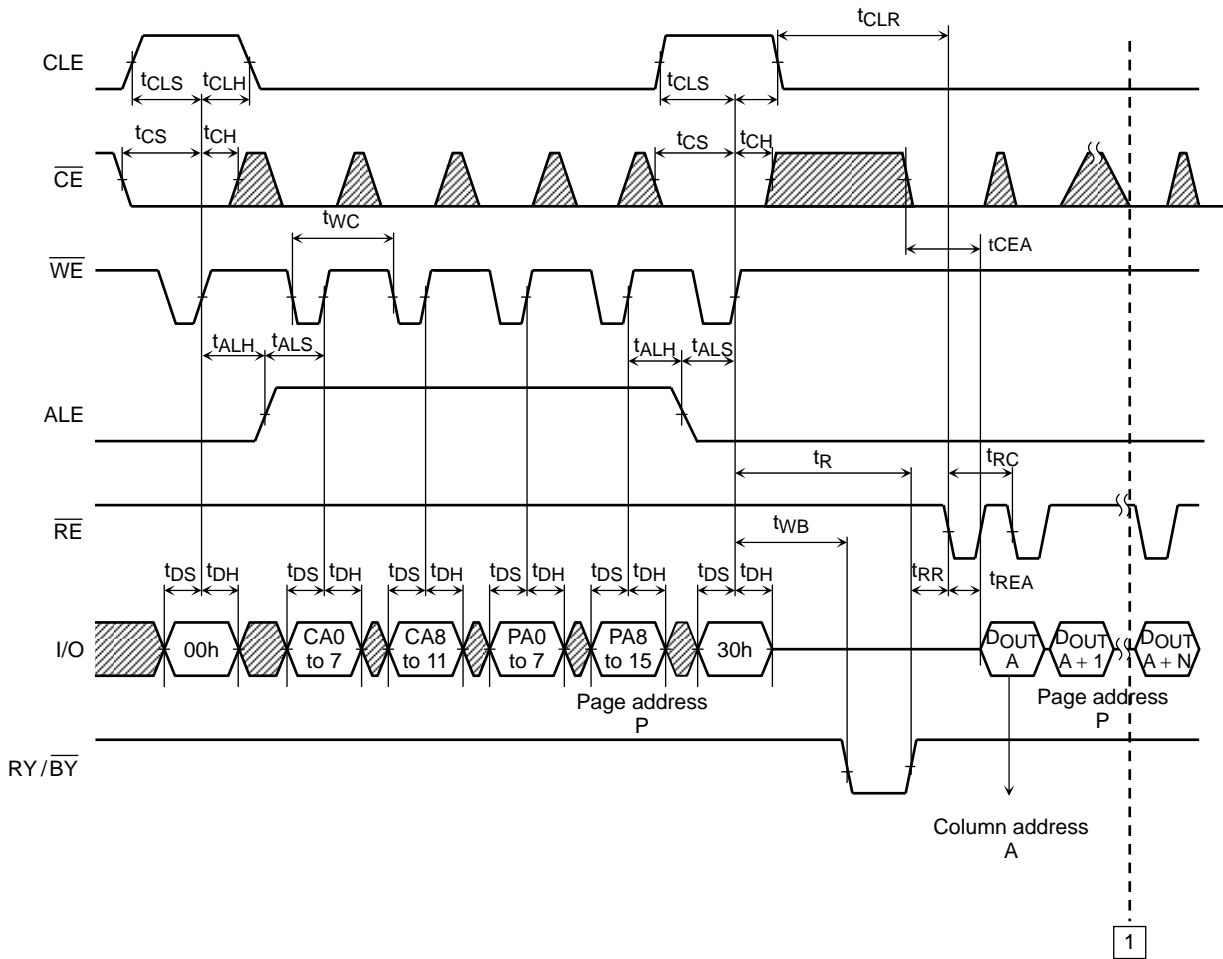 tCLR
CLE
tCLS tCLH tCLS
tCS tCH tCS tCH
CE
tWC
tCEA
WE
tALH tALS tALH tALS
ALE
tR tRC
RE
tWB
tDS tDH tDS tDH tDS tDH tDS tDH tDS tDH tDS tDH tRR tREA
I/O
00h
CA0
to 7
CA8
to 11
PA0
to 7
PA8
to 15
30h
DOUT
A
DOUT
A + 1
DOUT
A + N
Page address
P
Page address
P
RY / BY
Column address
A
1